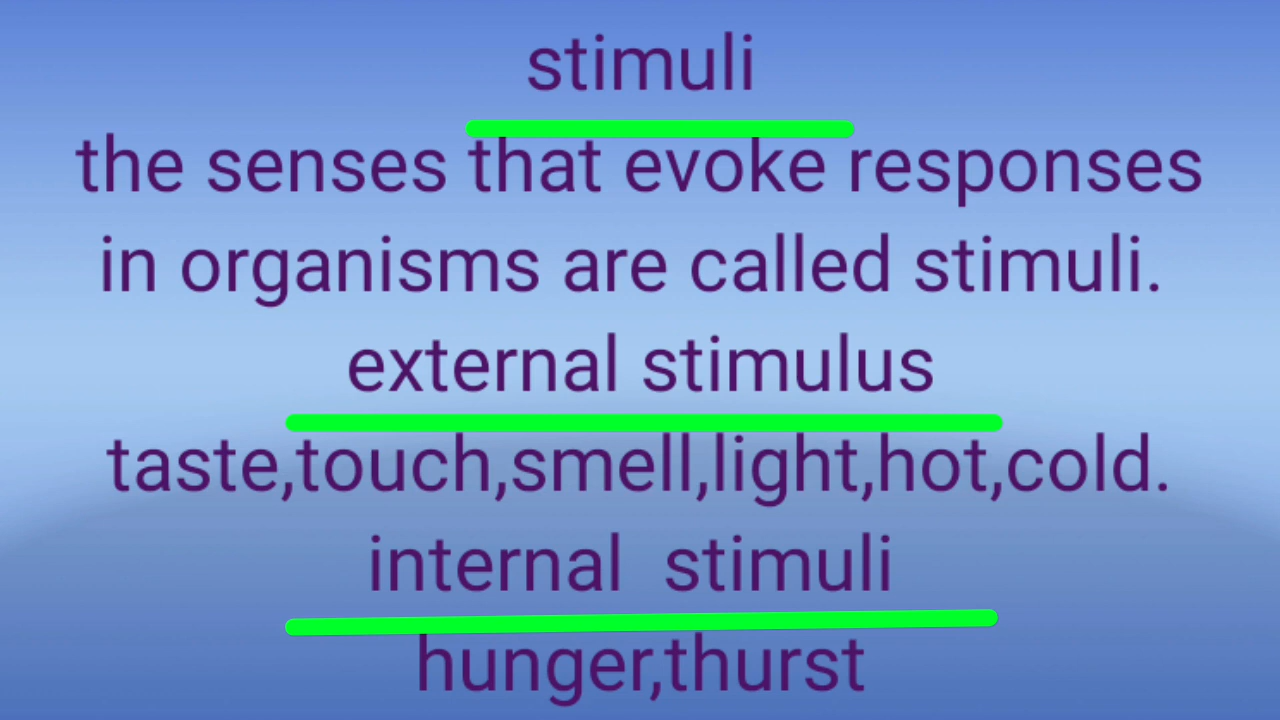 stimuli
the senses that evoke responses
in organisms are called stimuli.
external stimulus
taste,touch,smell,light,hot,cold.
internal  stimuli
hunger,thurst